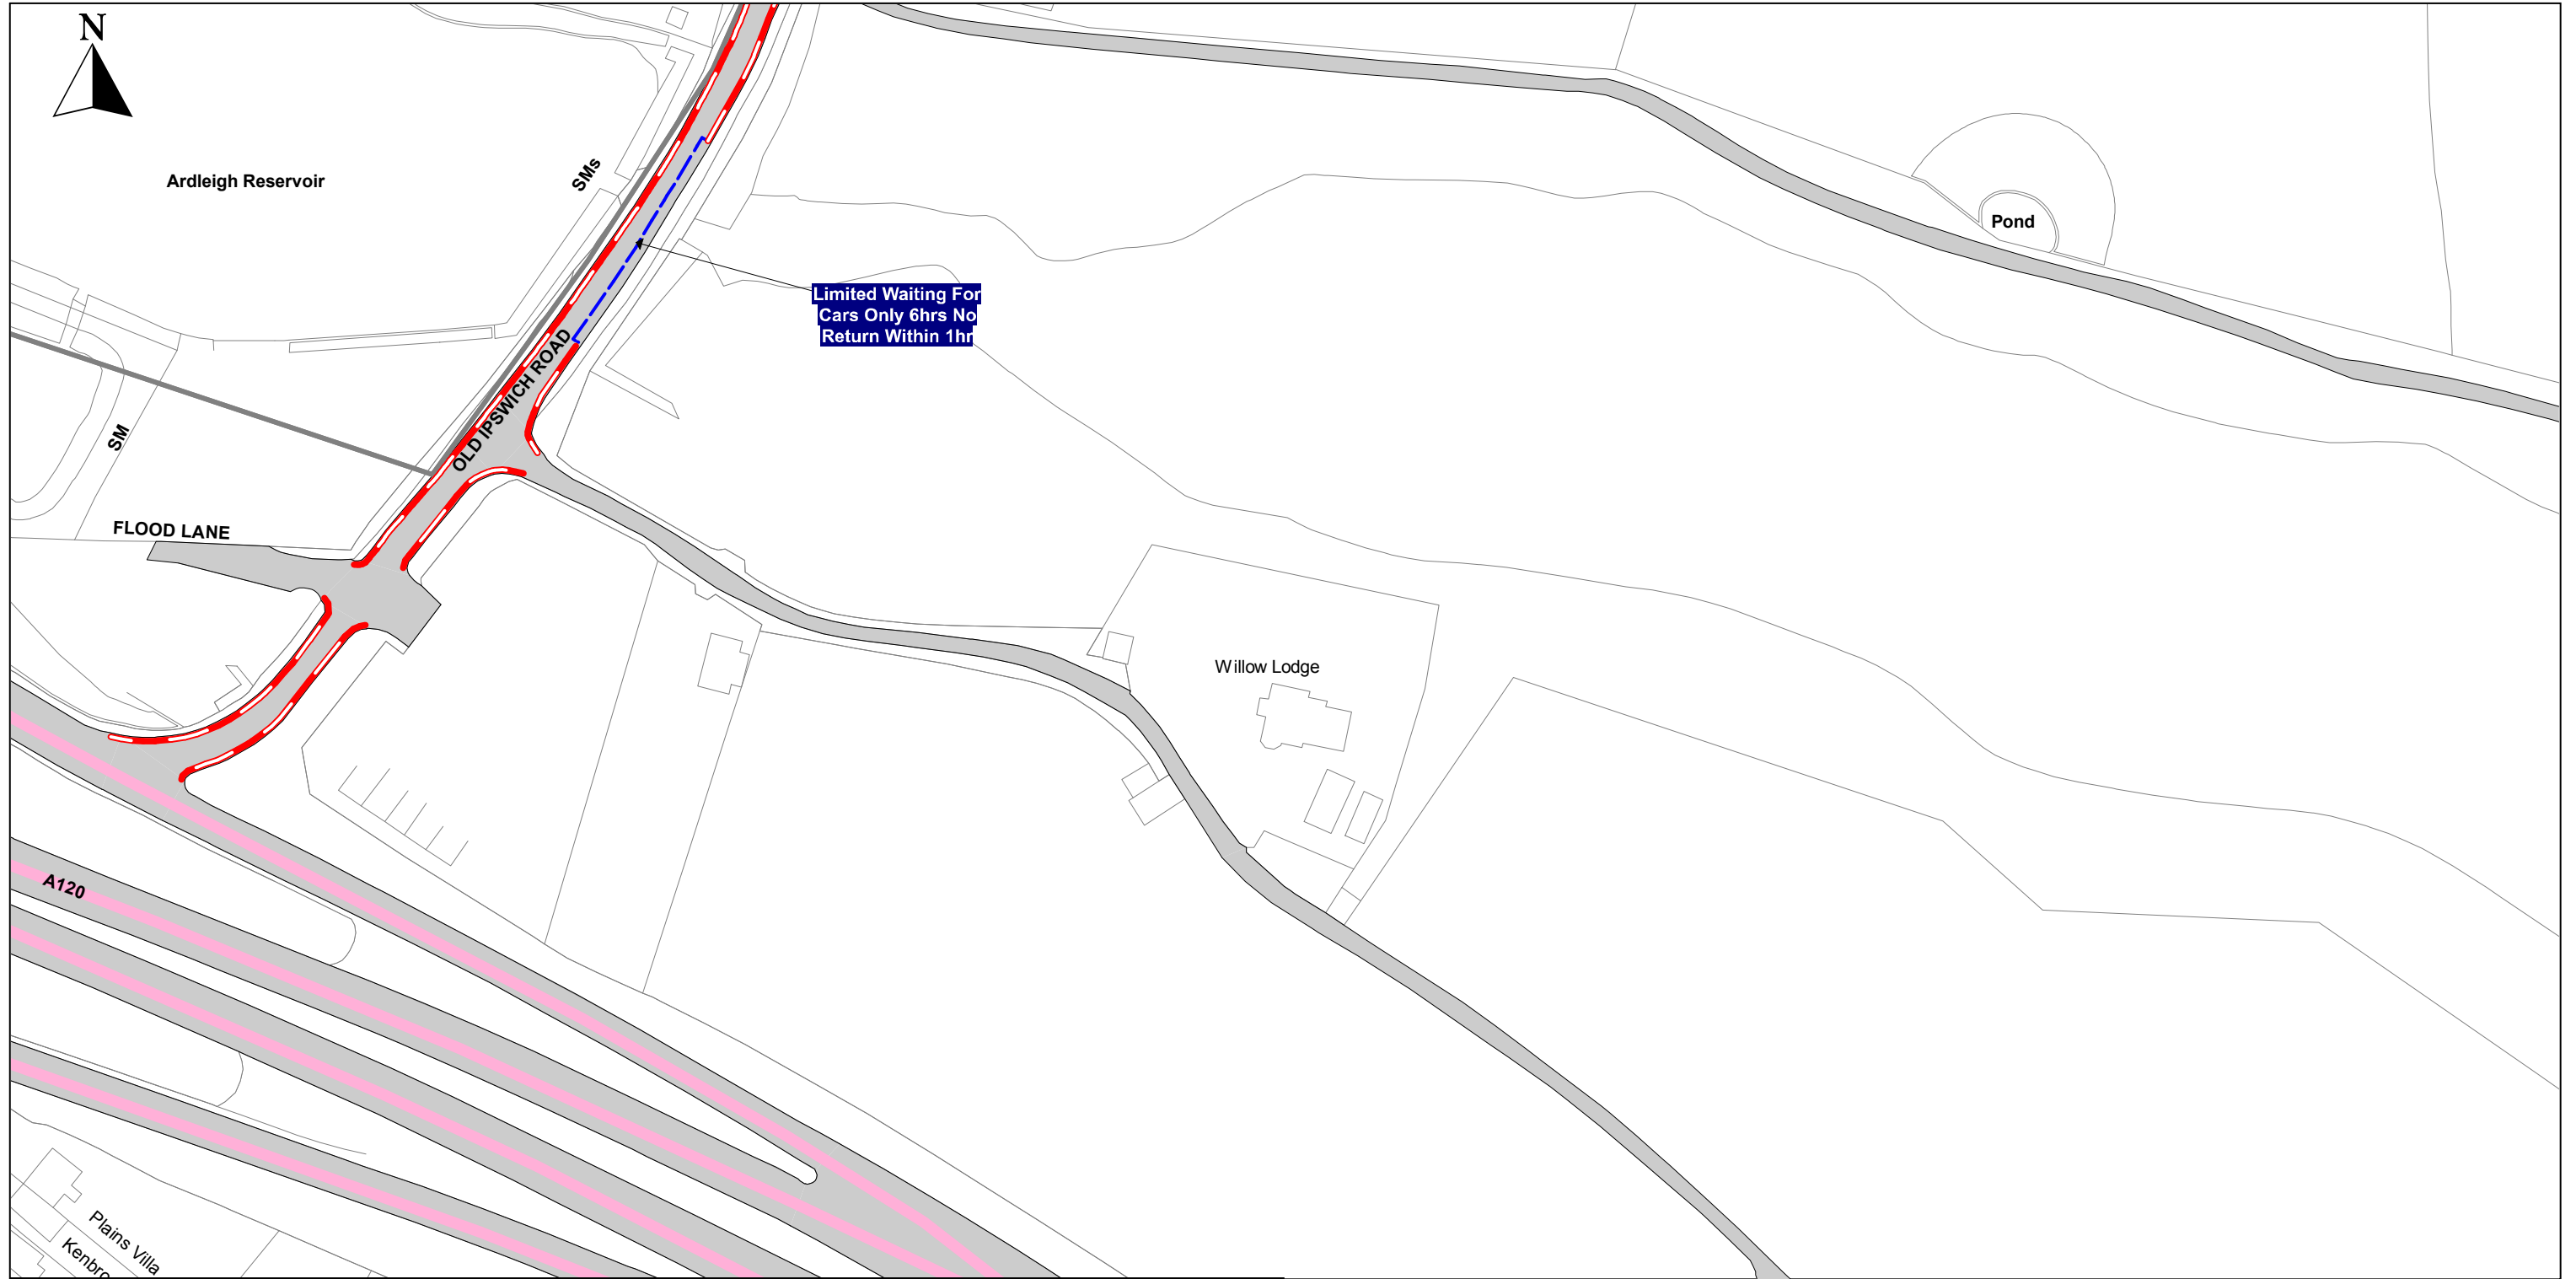 N
Ardleigh Reservoir
SMs
Pond
Limited Waiting For
Cars Only 6hrs No
Return Within 1hr
OLD IPSWICH ROAD
SM
FLOOD LANE
Willow Lodge
A120
Plains Villa
Kenbro